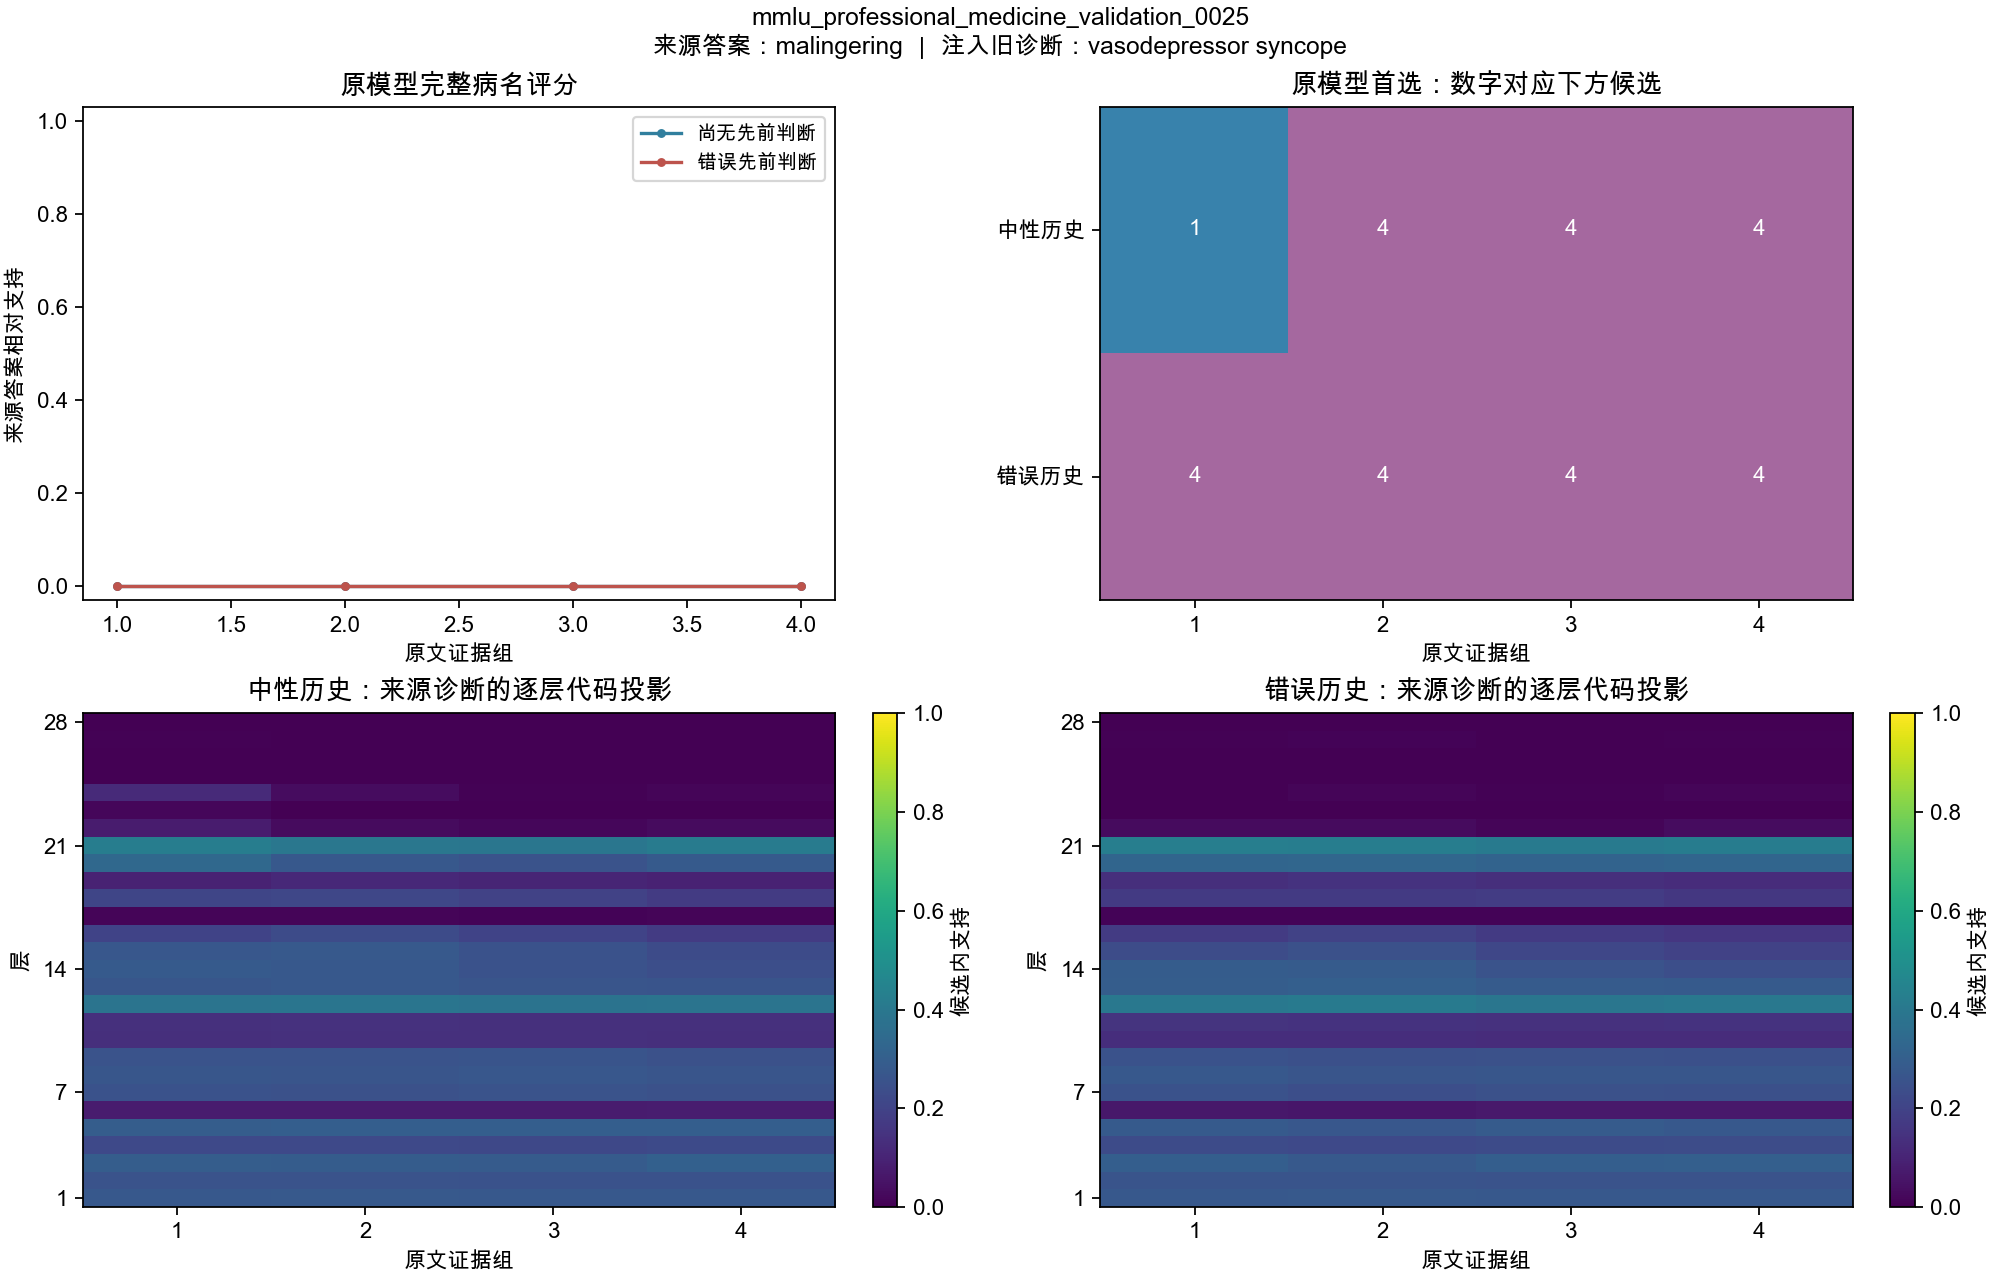 mmlu_professional_medicine_validation_0025
来源答案：malingering | 注入旧诊断：vasodepressor syncope
原模型完整病名评分
1.0
0.8
0.6
0.4
0.2
0.0
来源答案相对支持
尚无先前判断
错误先前判断
1.0 1.5 2.0 2.5 3.0 3.5 4.0
原文证据组
原模型首选：数字对应下方候选
中性历史
错误历史
1 4 4 4
4 4 4 4
1 2 3 4
原文证据组
中性历史：来源诊断的逐层代码投影
28
21
14
7
1
层
1 2 3 4
原文证据组
1.0
0.8
0.6
0.4
0.2
0.0
候选内支持
错误历史：来源诊断的逐层代码投影
28
21
14
7
1
层
1 2 3 4
原文证据组
1.0
0.8
0.6
0.4
0.2
0.0
候选内支持